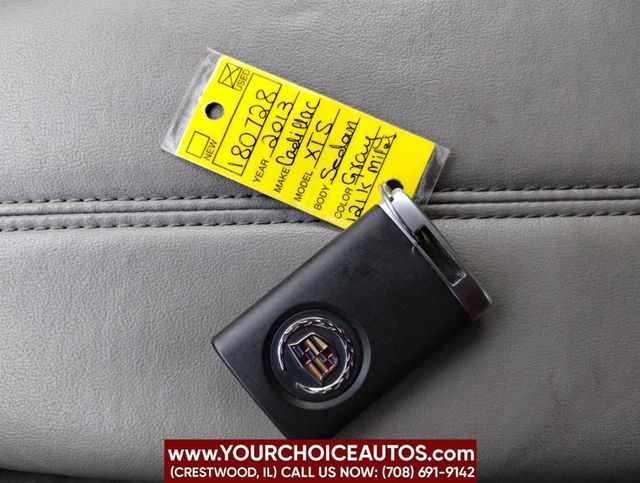 USED
NEW
180728
YEAR 2013
MAKE Cadillac
MODEL XTS
BODY Sedan
COLOR Gray
121K miles
WWW.YOURCHOICEAUTOS.COM
(CRESTWOOD, IL) CALL US NOW: (708) 691-9142